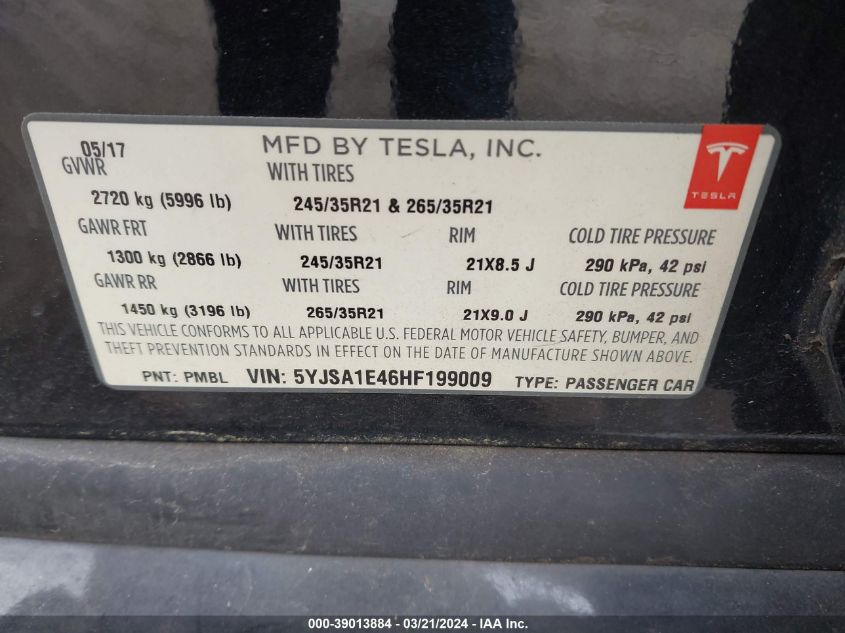 05/17 MFD BY TESLA, INC.
GVWR WITH TIRES
2720 kg (5996 lb) 245/35R21 & 265/35R21
TESLA
GAWR FRT WITH TIRES RIM COLD TIRE PRESSURE
1300 kg (2866 lb) 245/35R21 21X8.5 J 290 kPa, 42 psi
GAWR RR WITH TIRES RIM COLD TIRE PRESSURE
1450 kg (3196 lb) 265/35R21 21X9.0 J 290 kPa, 42 psi
THIS VEHICLE CONFORMS TO ALL APPLICABLE U.S. FEDERAL MOTOR VEHICLE SAFETY, BUMPER, AND
THEFT PREVENTION STANDARDS IN EFFECT ON THE DATE OF MANUFACTURE SHOWN ABOVE.
PNT: PMBL VIN: 5YJSA1E46HF199009 TYPE: PASSENGER CAR
000-39013884 - 03/21/2024 - IAA Inc.